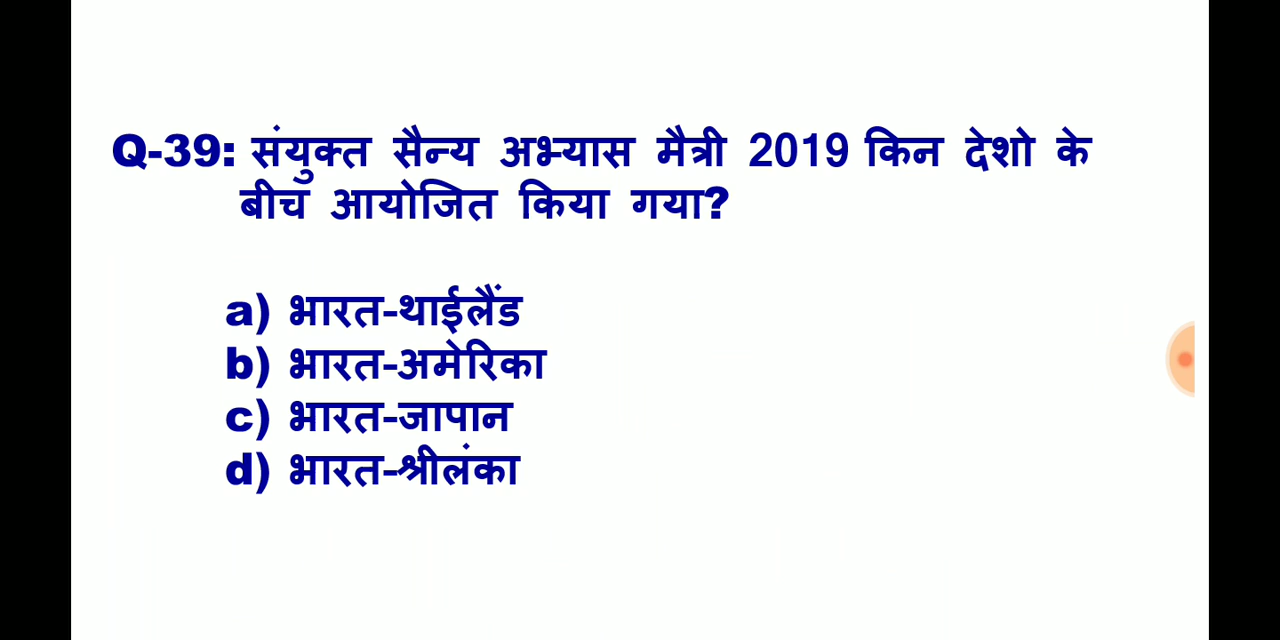 Q-39: संयुक्त सैन्य अभ्यास मैत्री 2019 किन देशो के
बीच आयोजित किया गया?
a) भारत-थाईलैंड
b) भारत-अमेरिका
c) भारत-जापान
d) भारत-श्रीलंका